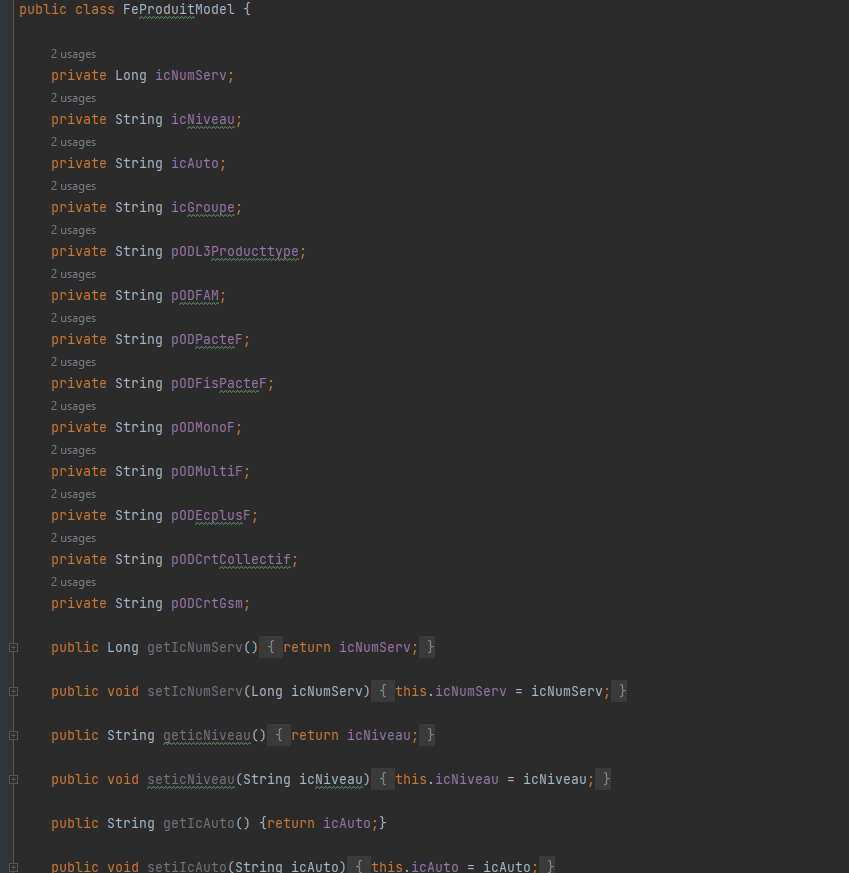 public class FeProduitModel {
2 usages
private Long icNumServ;
2 usages
private String icNiveau;
2 usages
private String icAuto;
2 usages
private String icGroupe;
2 usages
private String pODL3Producttype;
2 usages
private String pODFAM;
2 usages
private String pODPacteF;
2 usages
private String pODFisPacteF;
2 usages
private String pODMonoF;
2 usages
private String pODMultiF;
2 usages
private String pODEcplusF;
2 usages
private String pODCrtCollectif;
2 usages
private String pODCrtGsm;
public Long getIcNumServ() { return icNumServ; }
public void setIcNumServ(Long icNumServ) { this.icNumServ = icNumServ; }
public String geticNiveau() { return icNiveau; }
public void seticNiveau(String icNiveau) { this.icNiveau = icNiveau; }
public String getIcAuto() {return icAuto;}
public void setiIcAuto(String icAuto) { this.icAuto = icAuto; }